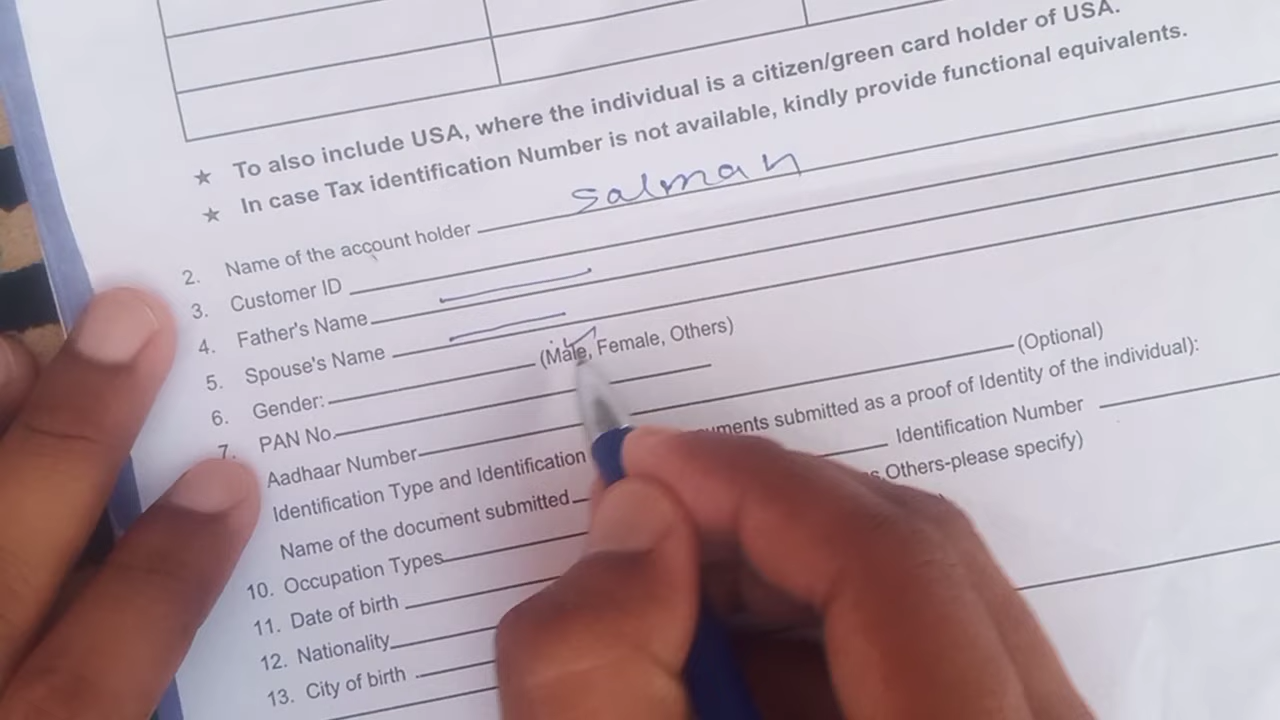 ★ To also include USA, where the individual is a citizen/green card holder of USA.
★ In case Tax identification Number is not available, kindly provide functional equivalents.
2. Name of the account holder salman
3. Customer ID
4. Father's Name
5. Spouse's Name
6. Gender: (Male, Female, Others)
7. PAN No.
Aadhaar Number (Optional)
Identification Type and Identification submitted as a proof of Identity of the individual):
Name of the document submitted Identification Number
10. Occupation Types Others-please specify)
11. Date of birth
12. Nationality
13. City of birth